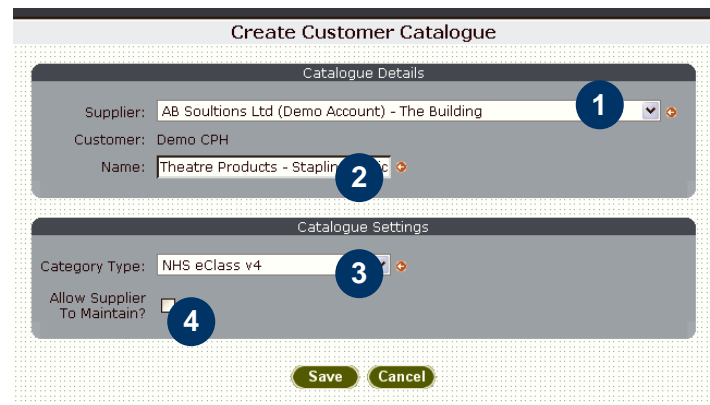 Create Customer Catalogue
Catalogue Details
Supplier: AB Soultions Ltd (Demo Account) - The Building 1
Customer: Demo CPH
Name: Theatre Products - Stapling 2
Catalogue Settings
Category Type: NHS eClass v4 3
Allow Supplier
To Maintain? 4
Save Cancel